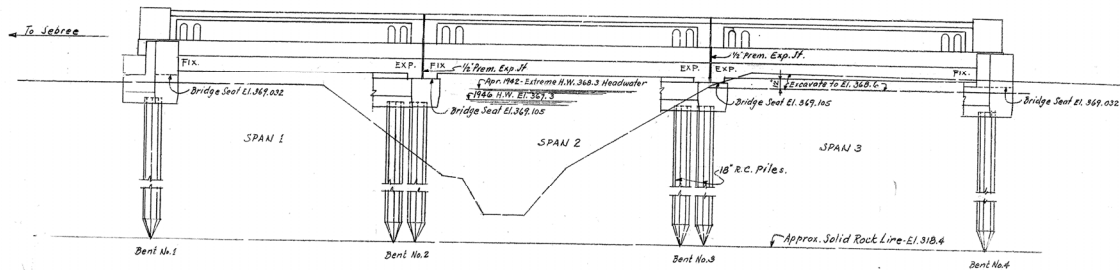 To Sebree
FIX.
EXP.
FIX
½" Prem. Exp. Jt.
EXP.
EXP.
½" Prem. Exp. Jt.
FIX.
Apr. 1942-Extreme H.W. 368.3 Headwater
1946 H.W. El. 367.3
Excavate to El. 368.6
Bridge Seat El. 369.032
Bridge Seat El. 369.105
Bridge Seat El. 369.105
Bridge Seat El. 369.032
SPAN 1
SPAN 2
SPAN 3
18" R.C. Piles.
Approx. Solid Rock Line-El. 318.4
Bent No.1
Bent No.2
Bent No.3
Bent No.4